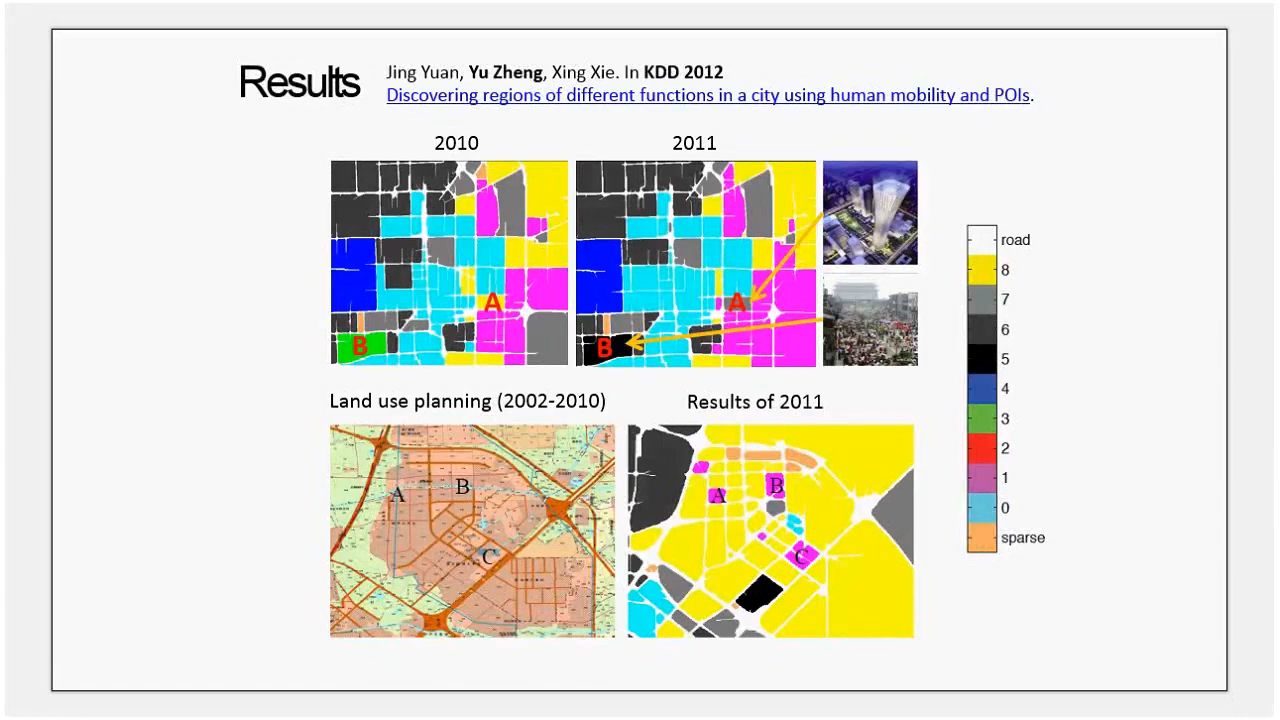 Results
Jing Yuan, Yu Zheng, Xing Xie. In KDD 2012
Discovering regions of different functions in a city using human mobility and POIs.
2010
2011
A
B
A
B
Land use planning (2002-2010)
Results of 2011
A
B
C
A
B
C
road
8
7
6
5
4
3
2
1
0
sparse